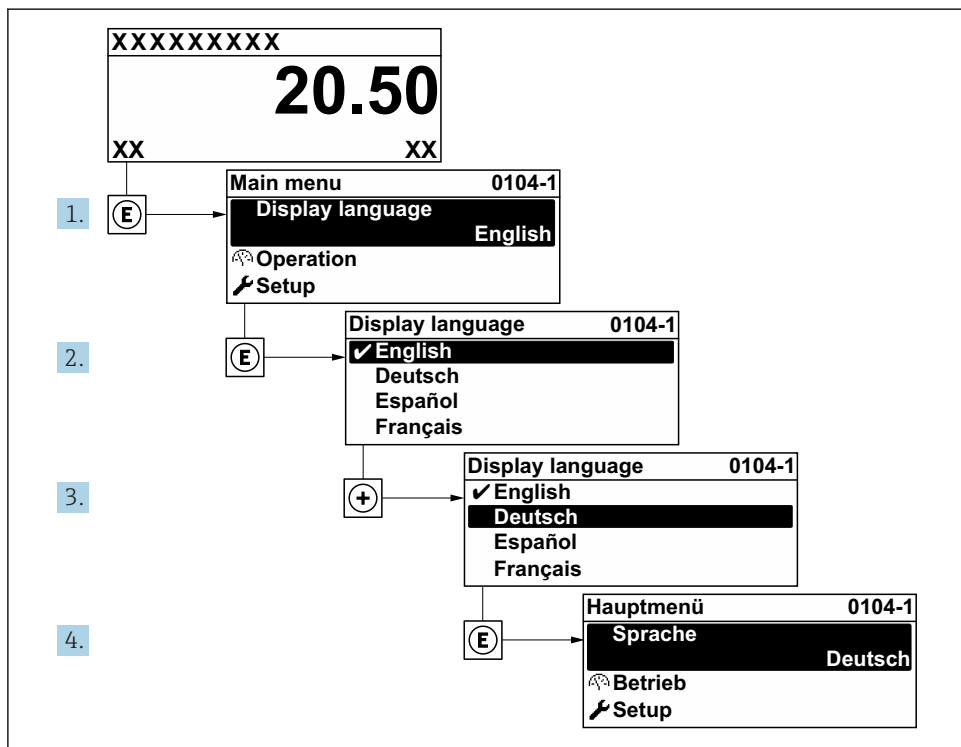 XXXXXXXXX
20.50
XX XX
1. E
Main menu 0104-1
Display language
English
Operation
Setup
2. E
Display language 0104-1
✔English
Deutsch
Español
Français
3. +
Display language 0104-1
✔English
Deutsch
Español
Français
4. E
Hauptmenü 0104-1
Sprache
Deutsch
Betrieb
Setup